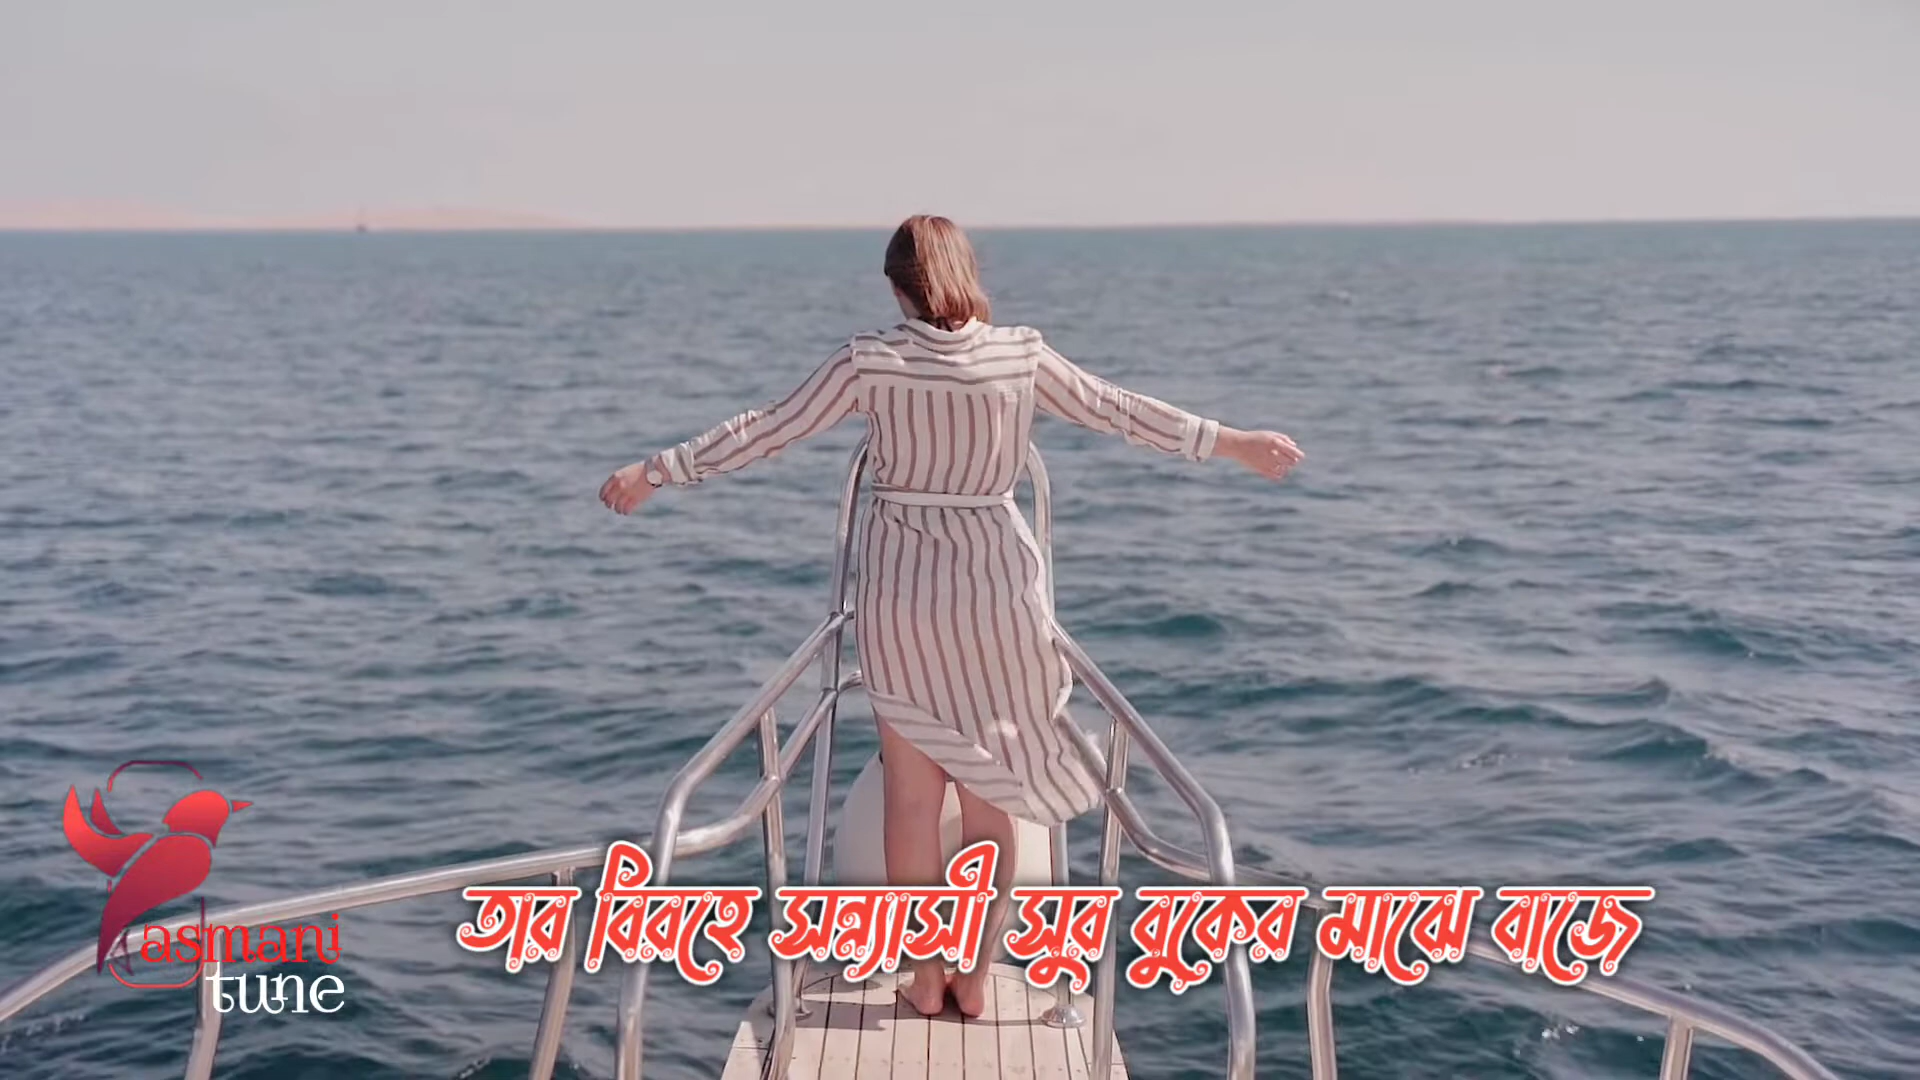 তার বিরহে সন্ন্যাসী সুর বুকের মাঝে বাজে
asmani
tune